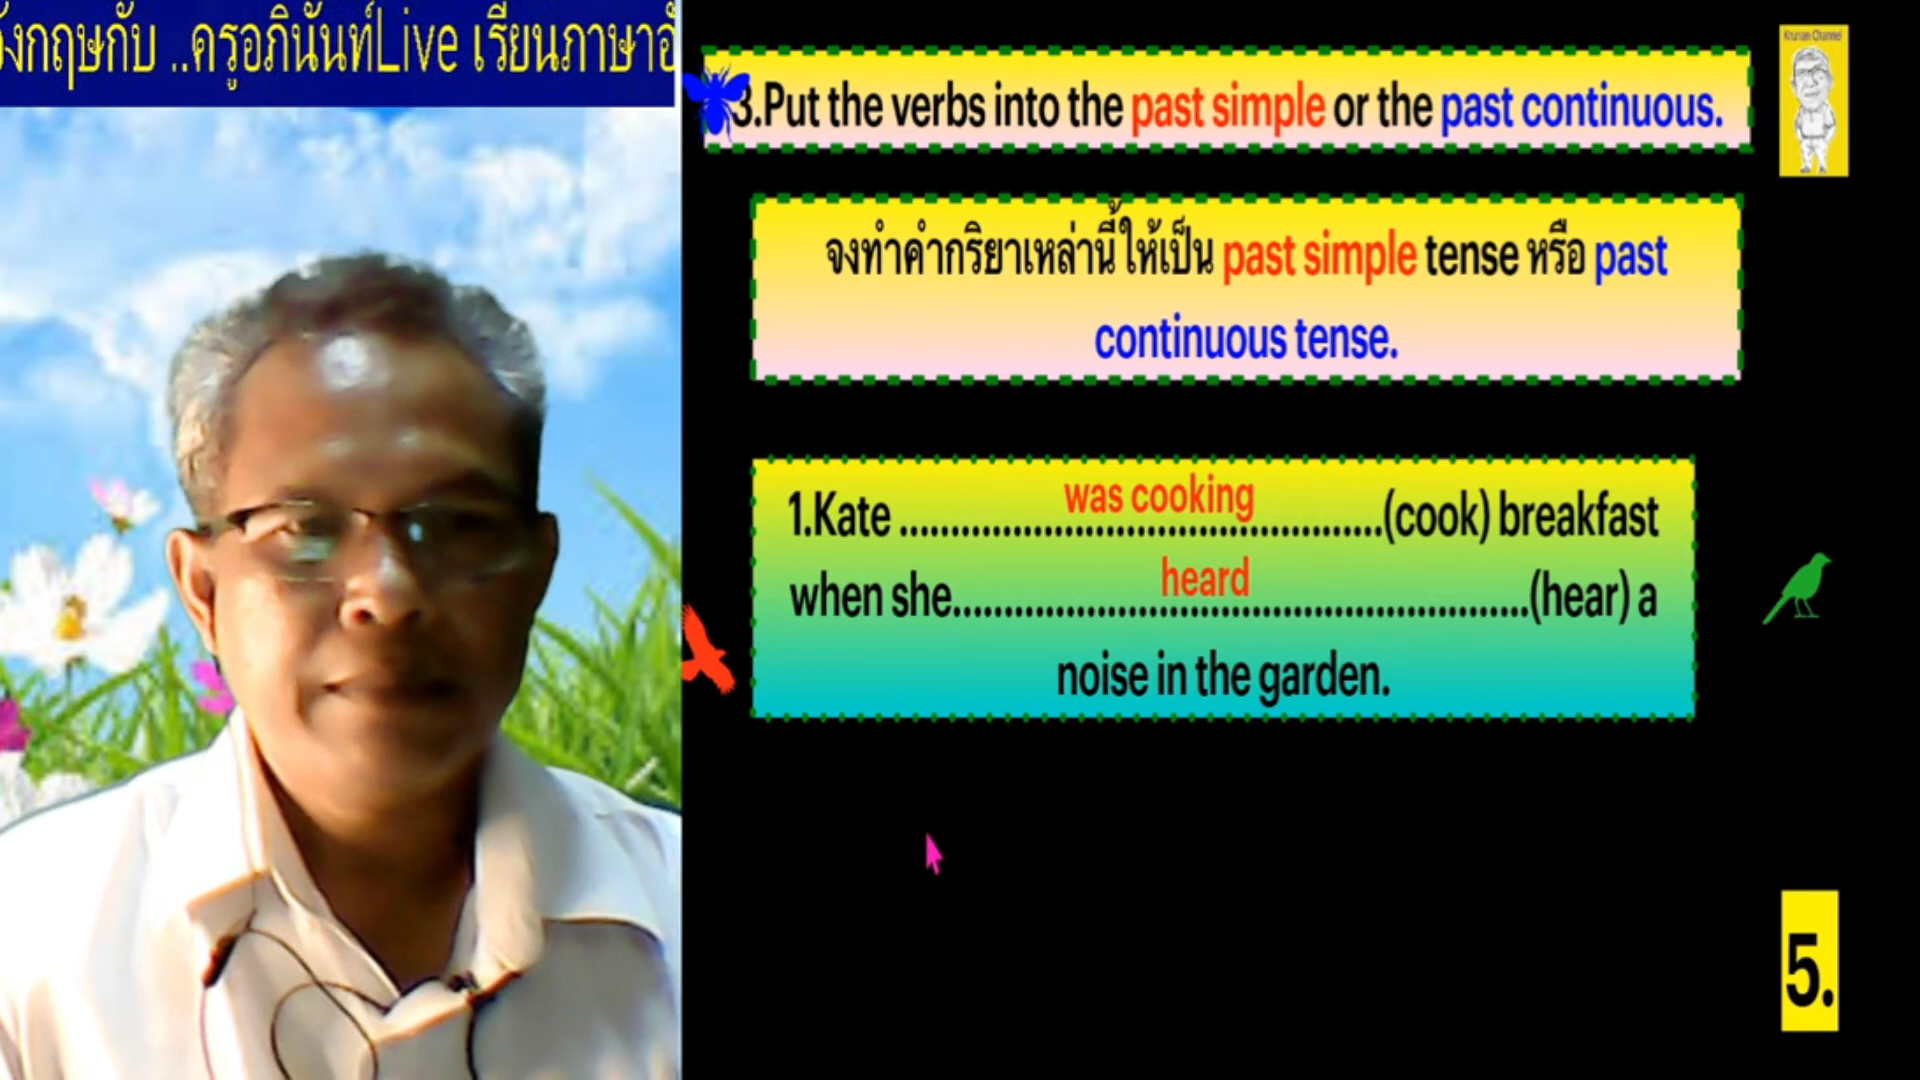 อังกฤษกับ ..ครูอภินันท์Live เรียนภาษาอั
3.Put the verbs into the past simple or the past continuous.
Krunan Channel
จงทำคำกริยาเหล่านี้ให้เป็น past simple tense หรือ past
continuous tense.
was cooking
1.Kate ................................................(cook) breakfast
heard
when she.........................................................(hear) a
noise in the garden.
5.